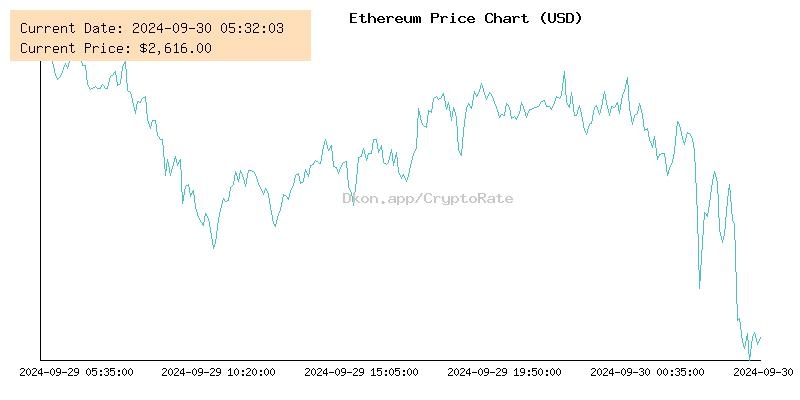 Ethereum Price Chart (USD)
Current Date: 2024-09-30 05:32:03
Current Price: $2,616.00
Dkon.app/CryptoRate
2024-09-29 05:35:00 2024-09-29 10:20:00 2024-09-29 15:05:00 2024-09-29 19:50:00 2024-09-30 00:35:00 2024-09-30